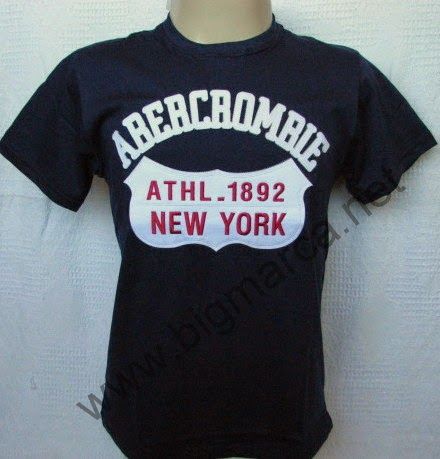 ABERCROMBIE
ATHL.1892
NEW YORK
www.bigmarca.net